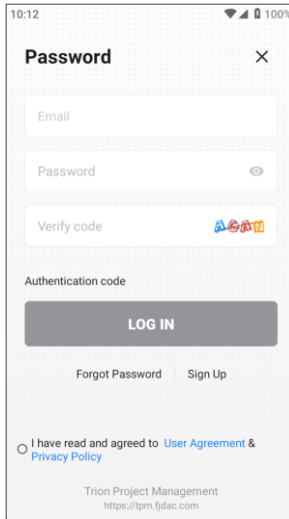 10:12
100%
Password
Email
Password
Verify code
AGAN
Authentication code
LOG IN
Forgot Password
Sign Up
I have read and agreed to User Agreement &
Privacy Policy
Trion Project Management
https://tpm.fjdac.com